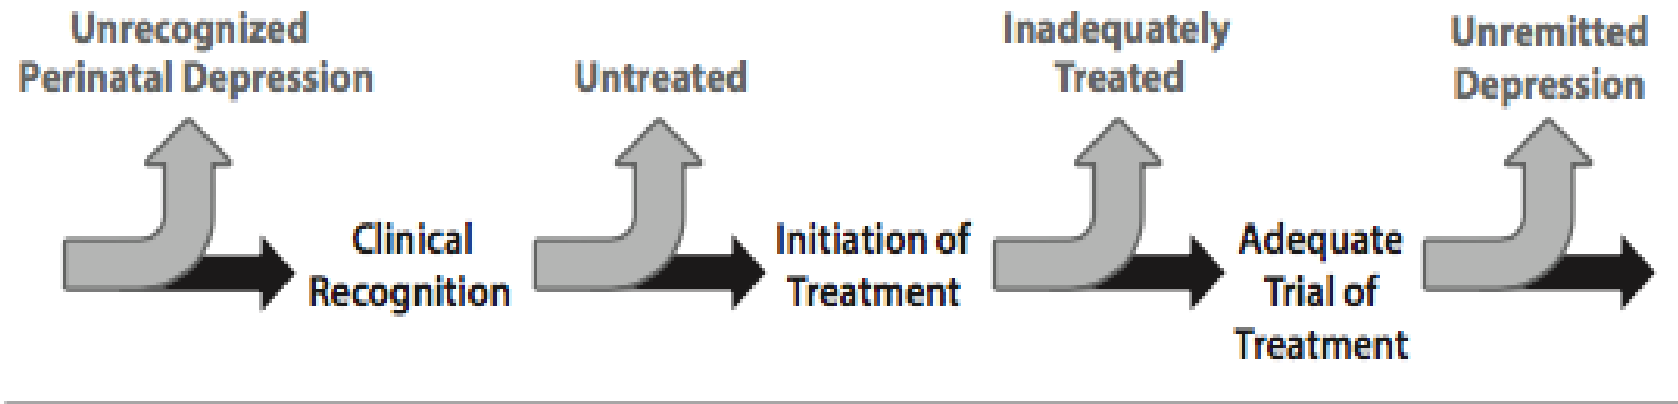 Unrecognized
Perinatal Depression
Untreated
Inadequately
Treated
Unremitted
Depression
Clinical
Recognition
Initiation of
Treatment
Adequate
Trial of
Treatment